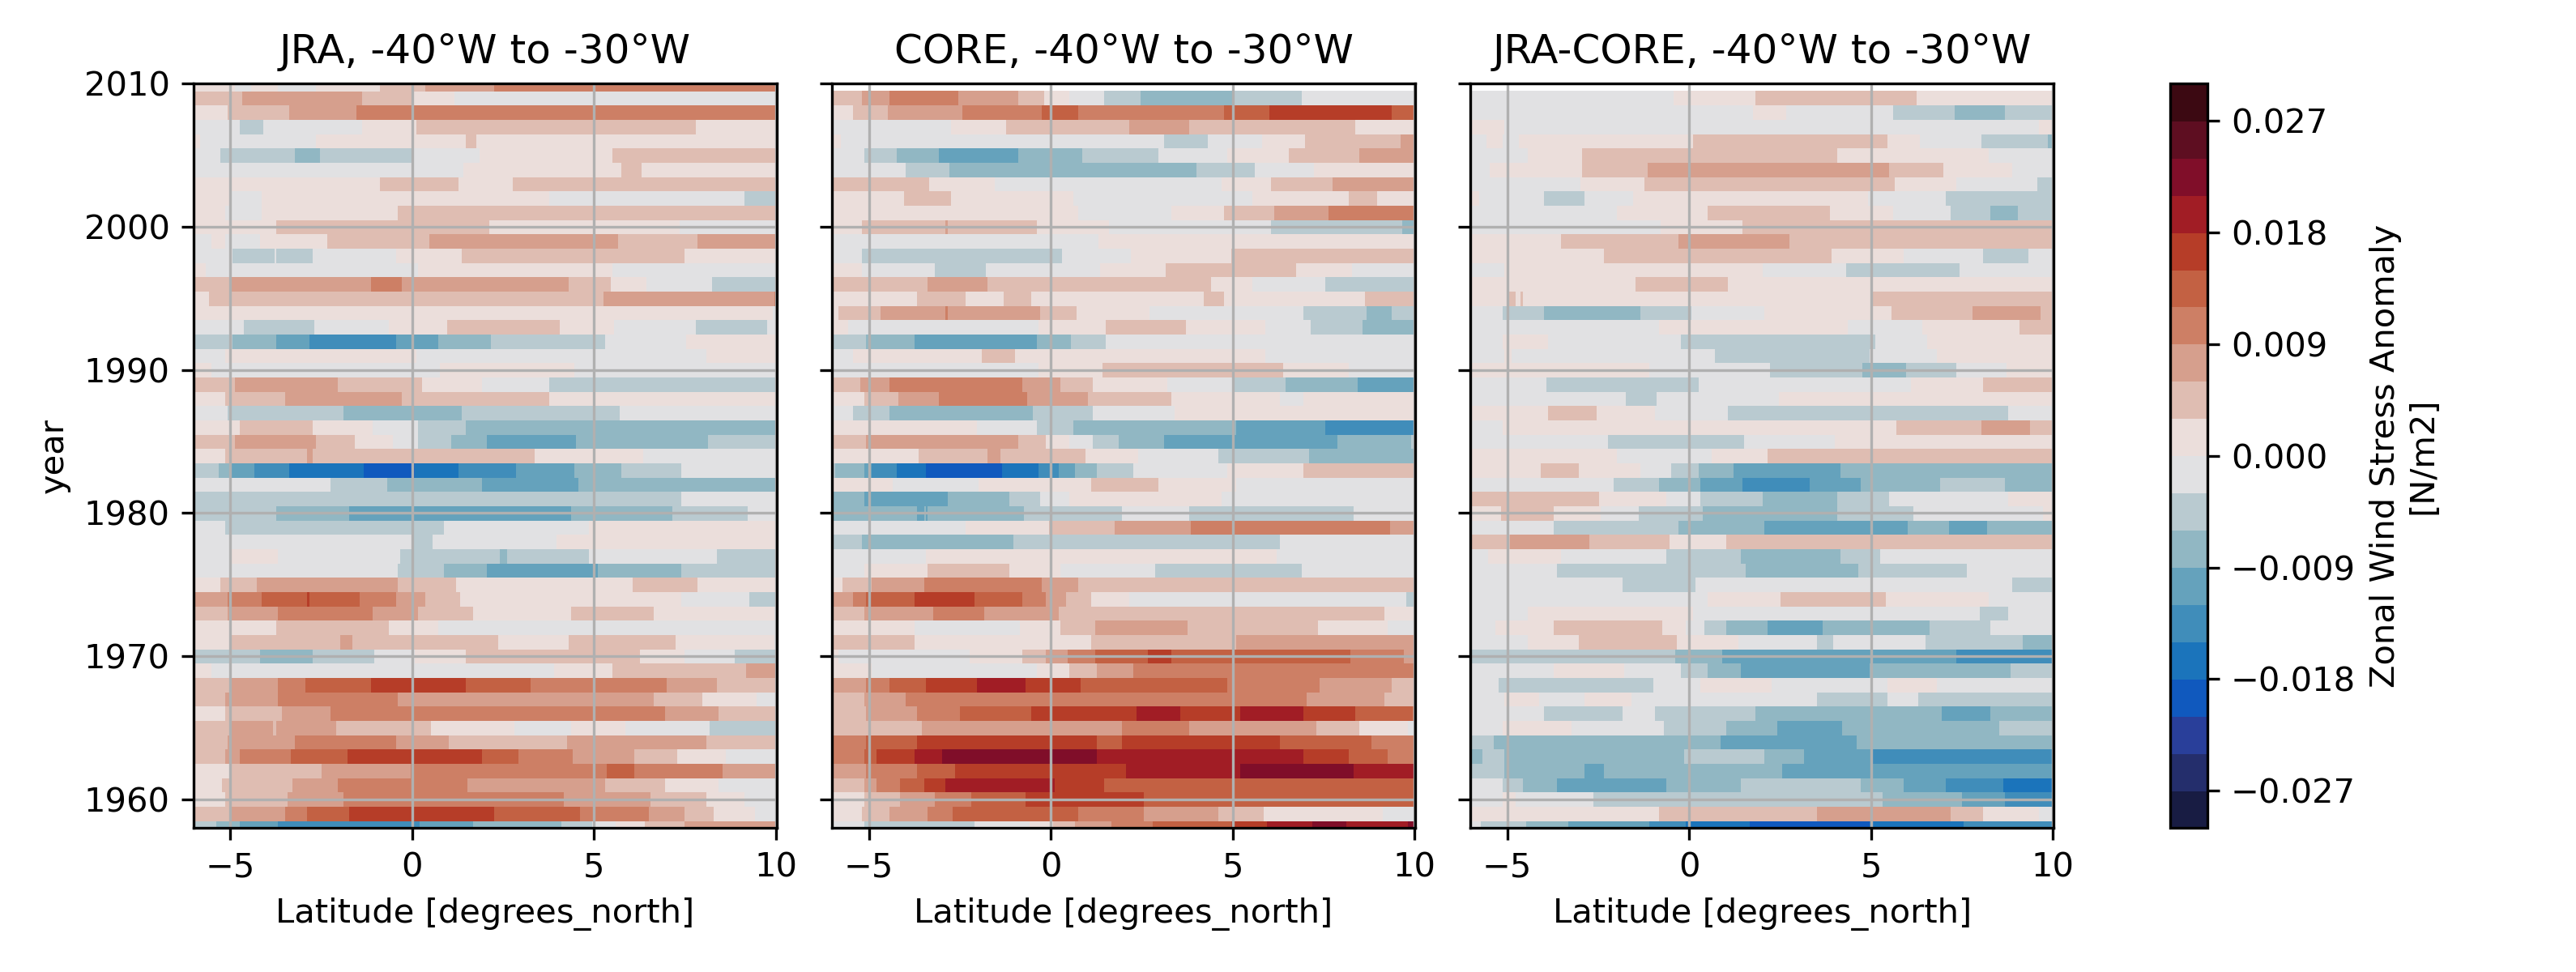 JRA, -40°W to -30°W
CORE, -40°W to -30°W
JRA-CORE, -40°W to -30°W
2010
2000
1990
1980
1970
1960
year
−5
0
5
10
−5
0
5
10
−5
0
5
10
Latitude [degrees_north]
Latitude [degrees_north]
Latitude [degrees_north]
0.027
0.018
0.009
0.000
−0.009
−0.018
−0.027
Zonal Wind Stress Anomaly
[N/m2]